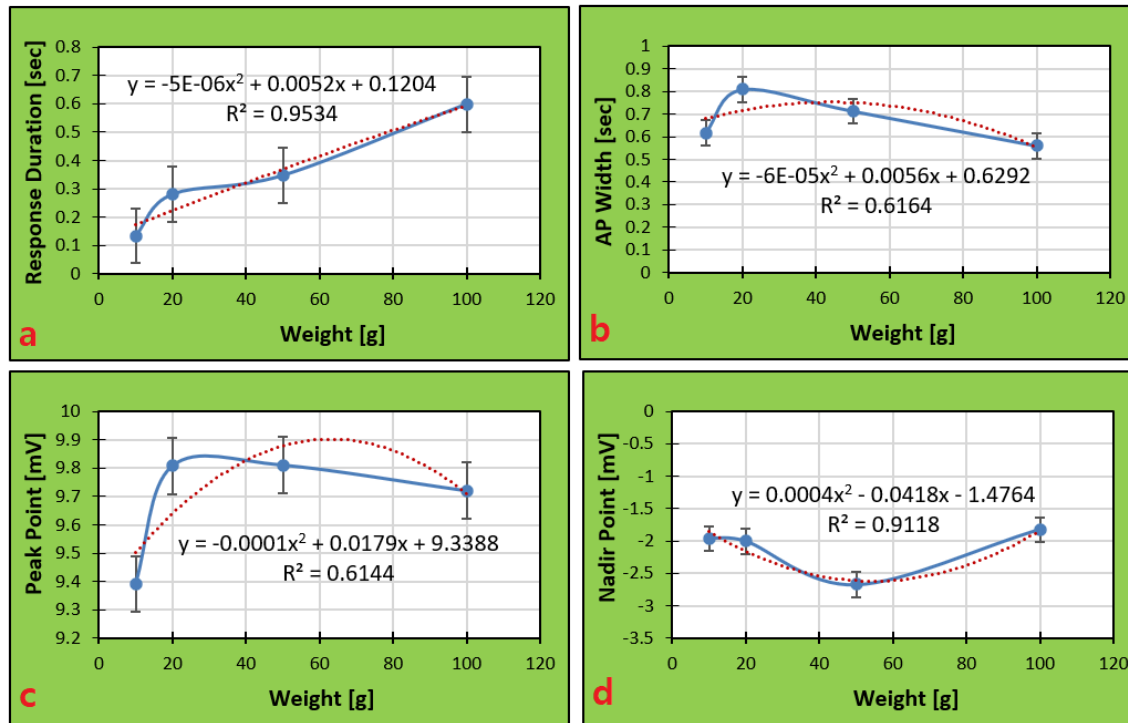 0.8
0.7
0.6
0.5
0.4
0.3
0.2
0.1
0
Response Duration [sec]
y = -5E-06x² + 0.0052x + 0.1204
R² = 0.9534
0 20 40 60 80 100 120
Weight [g]
a
1
0.9
0.8
0.7
0.6
0.5
0.4
0.3
0.2
0.1
0
AP Width [sec]
y = -6E-05x² + 0.0056x + 0.6292
R² = 0.6164
0 20 40 60 80 100 120
Weight [g]
b
10
9.9
9.8
9.7
9.6
9.5
9.4
9.3
9.2
Peak Point [mV]
y = -0.0001x² + 0.0179x + 9.3388
R² = 0.6144
0 20 40 60 80 100 120
Weight [g]
c
0
-0.5
-1
-1.5
-2
-2.5
-3
-3.5
Nadir Point [mV]
y = 0.0004x² - 0.0418x - 1.4764
R² = 0.9118
0 20 40 60 80 100 120
Weight [g]
d